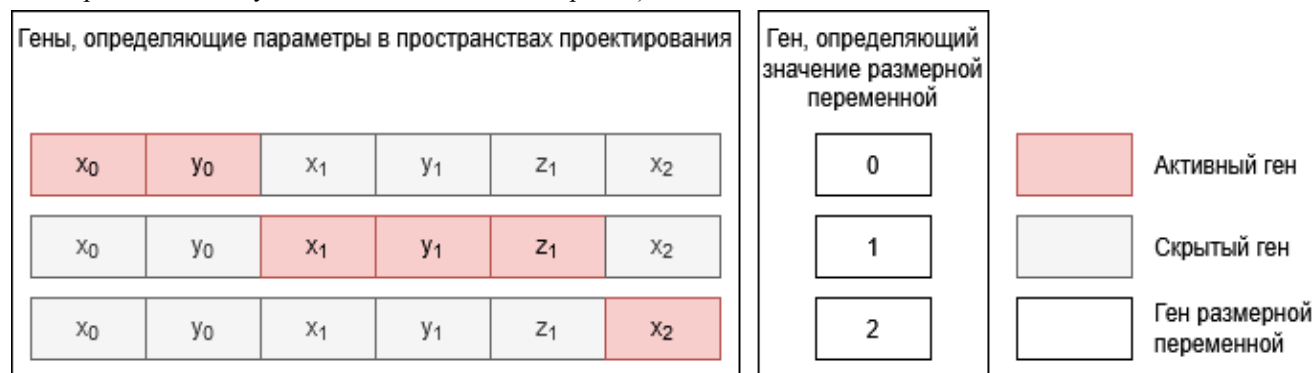 Гены, определяющие параметры в пространствах проектирования
Ген, определяющий
значение размерной
переменной
x0 y0 x1 y1 z1 x2
0
Активный ген
x0 y0 x1 y1 z1 x2
1
Скрытый ген
x0 y0 x1 y1 z1 x2
2
Ген размерной
переменной